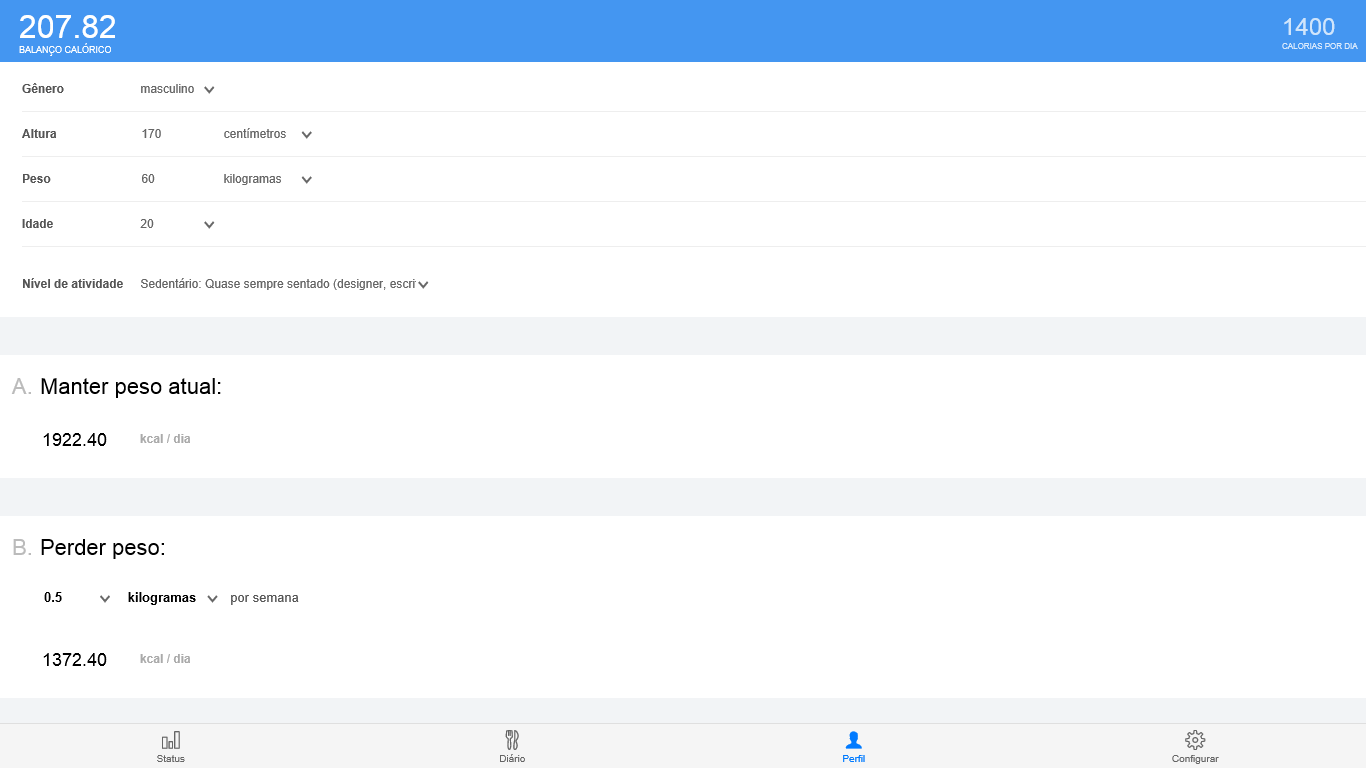 207.82
BALANÇO CALÓRICO
1400
CALORIAS POR DIA
Gênero masculino
Altura 170 centímetros
Peso 60 kilogramas
Idade 20
Nível de atividade Sedentário: Quase sempre sentado (designer, escri
A. Manter peso atual:
1922.40 kcal / dia
B. Perder peso:
0.5 kilogramas por semana
1372.40 kcal / dia
Status Diário Perfil Configurar